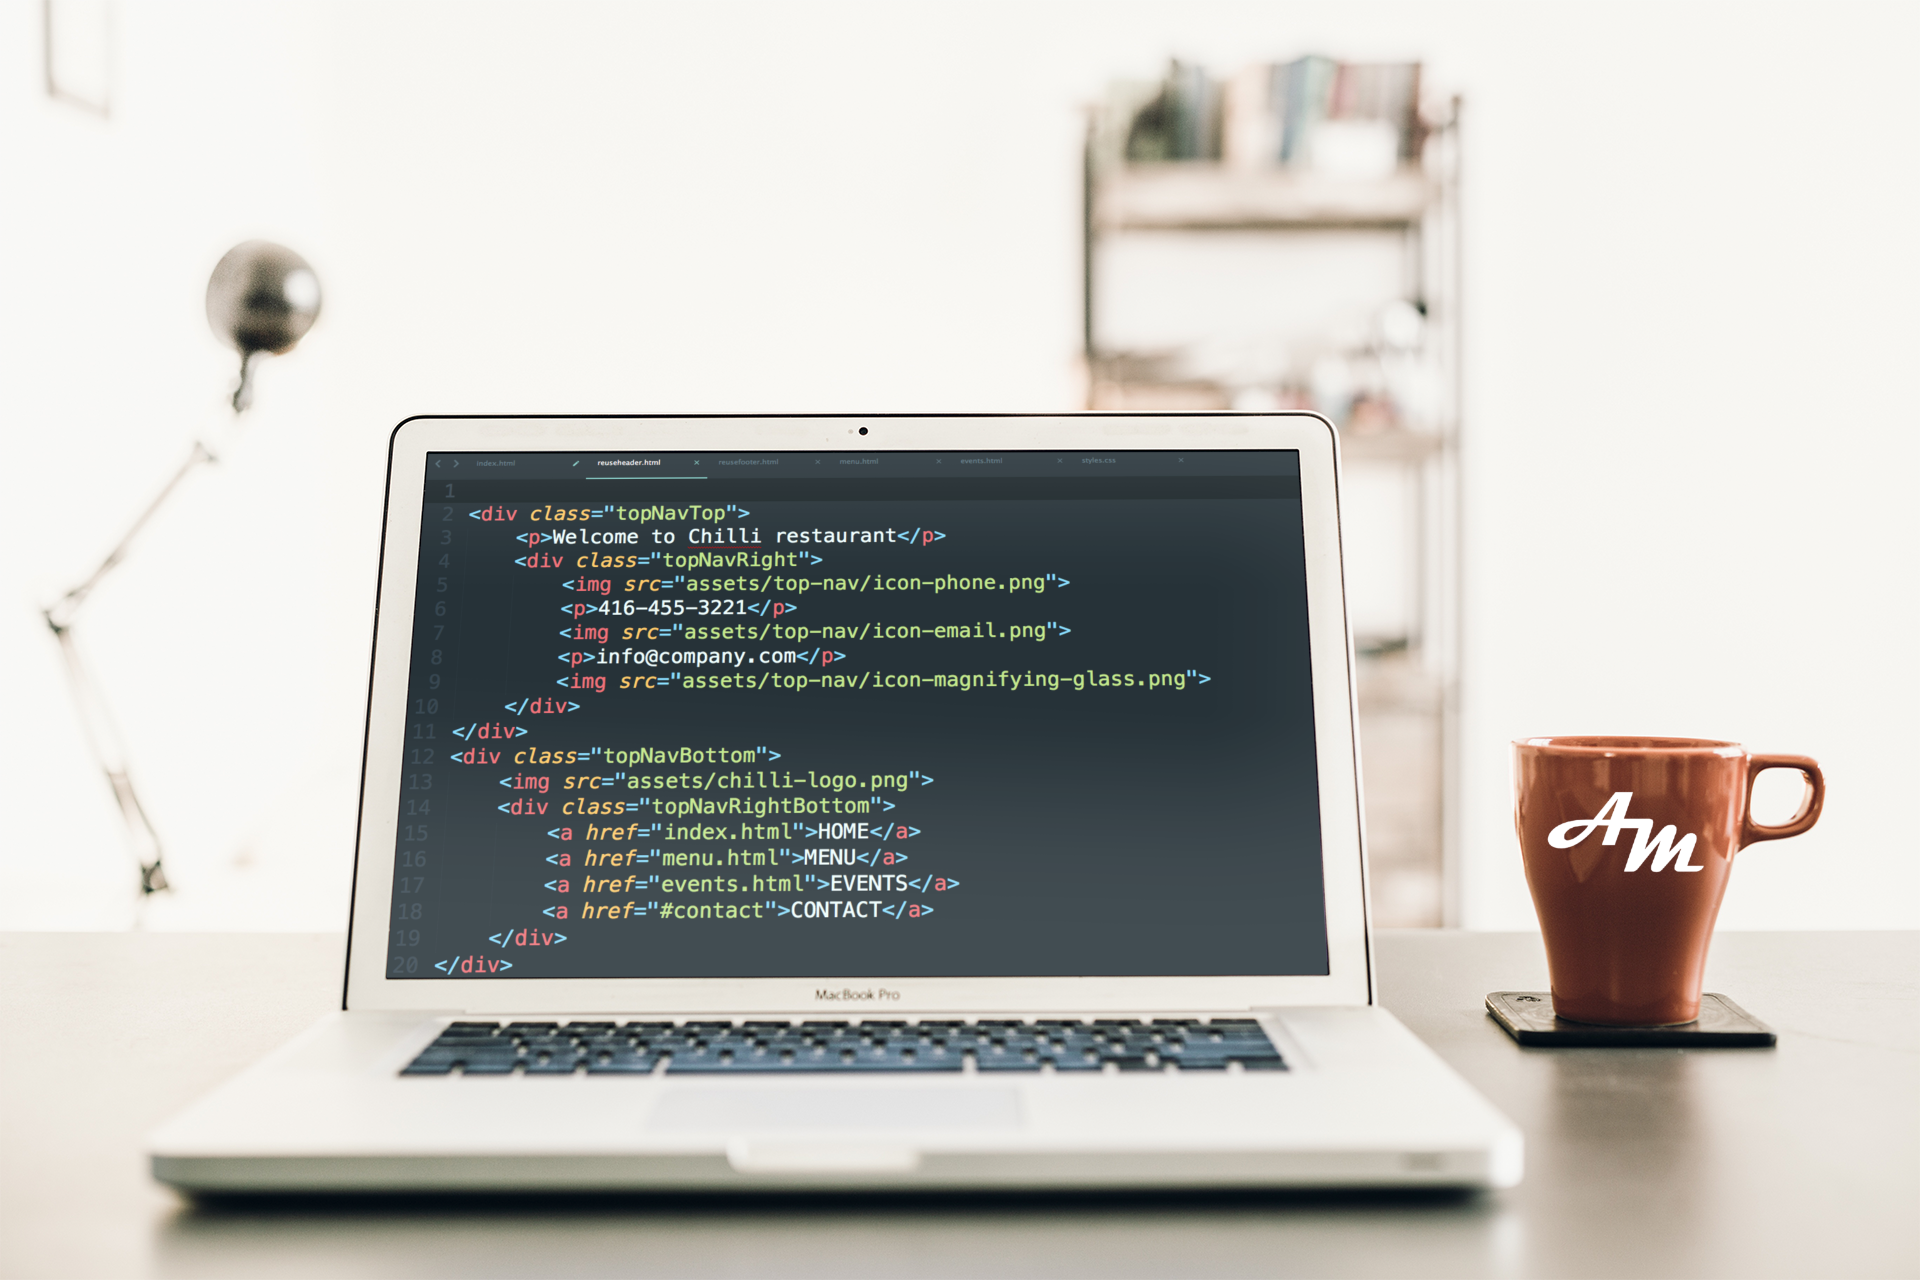 index.html reuseheader.html × reusefooter.html × menu.html × events.html × styles.css ×
1
2 <div class="topNavTop">
3 <p>Welcome to Chilli restaurant</p>
4 <div class="topNavRight">
5 <img src="assets/top-nav/icon-phone.png">
6 <p>416-455-3221</p>
7 <img src="assets/top-nav/icon-email.png">
8 <p>info@company.com</p>
9 <img src="assets/top-nav/icon-magnifying-glass.png">
10 </div>
11 </div>
12 <div class="topNavBottom">
13 <img src="assets/chilli-logo.png">
14 <div class="topNavRightBottom">
15 <a href="index.html">HOME</a>
16 <a href="menu.html">MENU</a>
17 <a href="events.html">EVENTS</a>
18 <a href="#contact">CONTACT</a>
19 </div>
20 </div>
MacBook Pro
AM